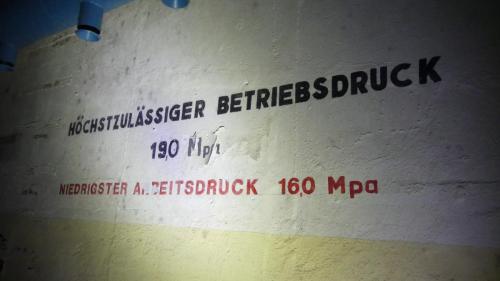 HÖCHSTZULÄSSIGER BETRIEBSDRUCK
19,0 Mpa
NIEDRIGSTER ARBEITSDRUCK 16,0 Mpa